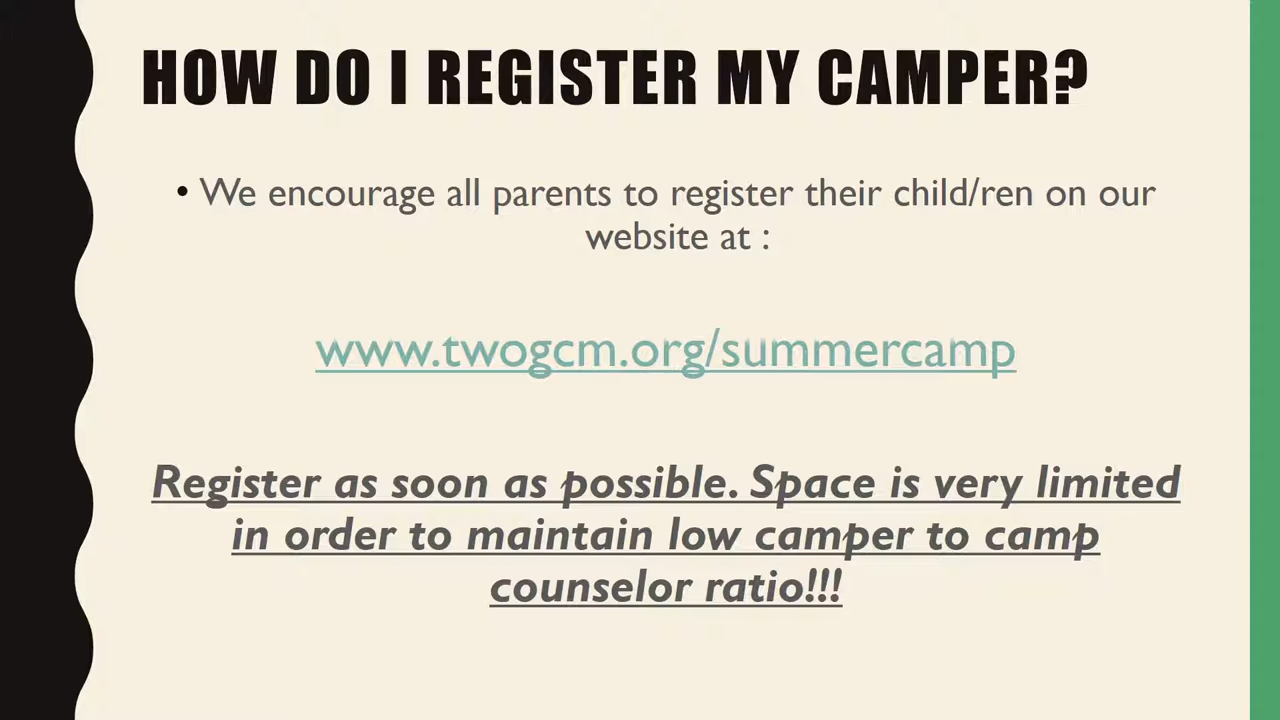 HOW DO I REGISTER MY CAMPER?
• We encourage all parents to register their child/ren on our
website at :
www.twogcm.org/summercamp
Register as soon as possible. Space is very limited
in order to maintain low camper to camp
counselor ratio!!!